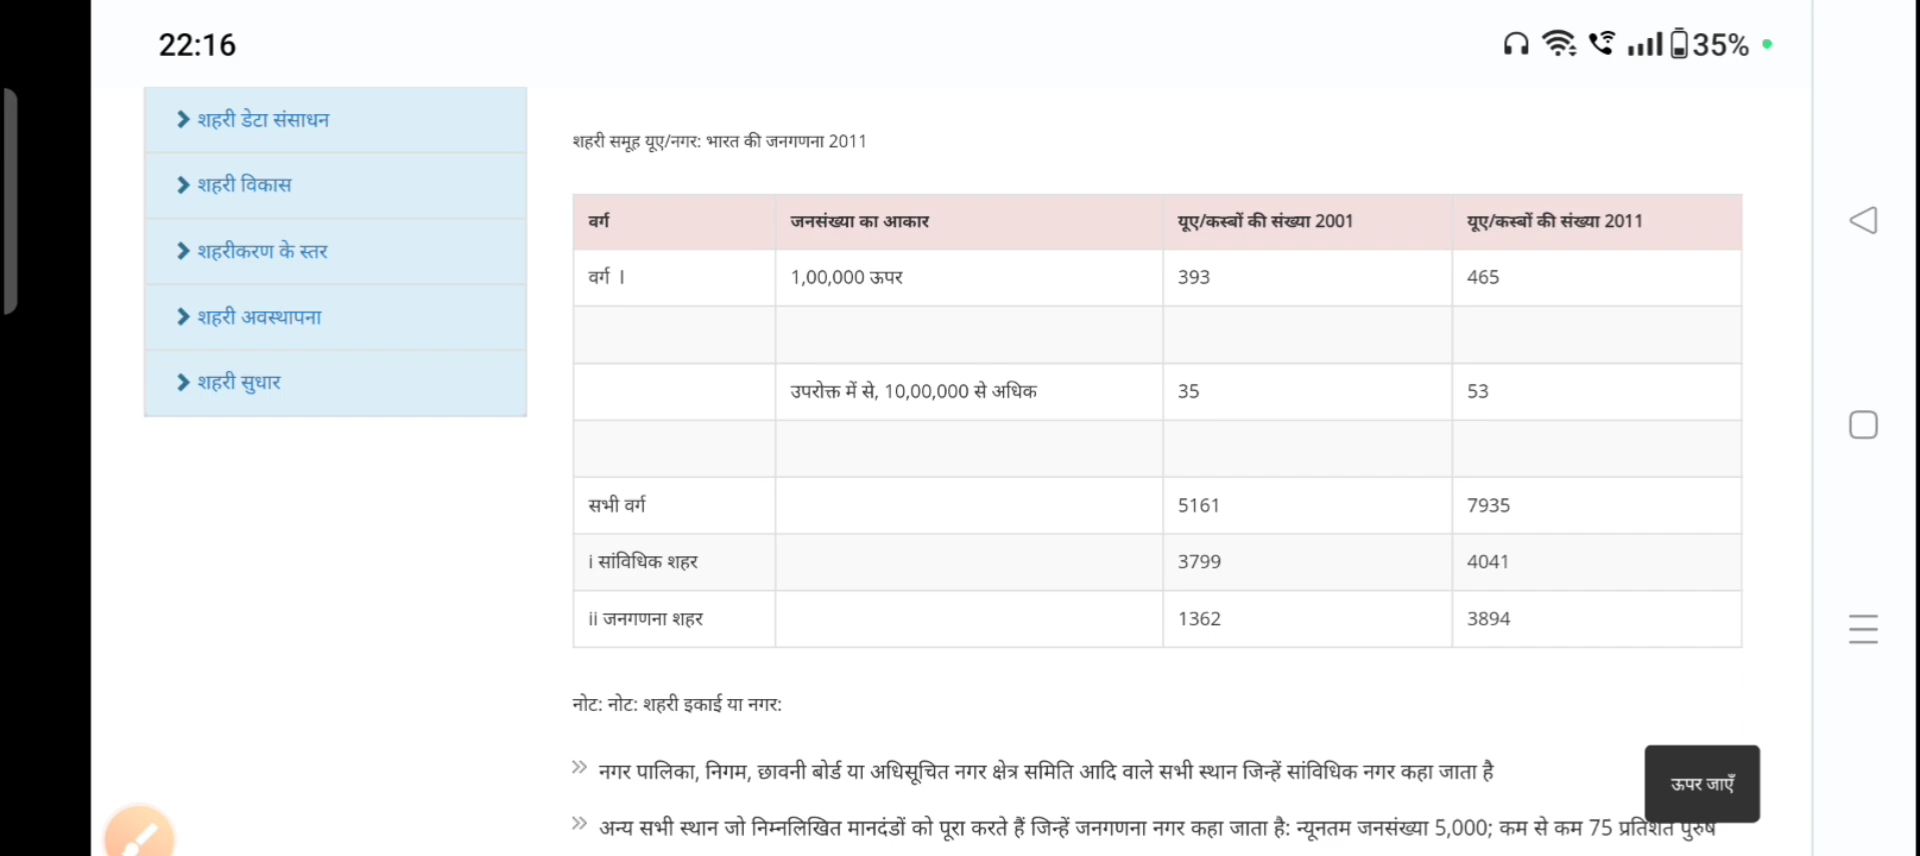 22:16
35%
शहरी डेटा संसाधन
शहरी विकास
शहरीकरण के स्तर
शहरी अवस्थापना
शहरी सुधार
शहरी समूह यूए/नगर: भारत की जनगणना 2011
वर्ग जनसंख्या का आकार यूए/कस्बों की संख्या 2001 यूए/कस्बों की संख्या 2011
वर्ग I 1,00,000 ऊपर 393 465
उपरोक्त में से, 10,00,000 से अधिक 35 53
सभी वर्ग 5161 7935
i सांविधिक शहर 3799 4041
ii जनगणना शहर 1362 3894
नोट: नोट: शहरी इकाई या नगर:
नगर पालिका, निगम, छावनी बोर्ड या अधिसूचित नगर क्षेत्र समिति आदि वाले सभी स्थान जिन्हें सांविधिक नगर कहा जाता है
ऊपर जाएँ
अन्य सभी स्थान जो निम्नलिखित मानदंडों को पूरा करते हैं जिन्हें जनगणना नगर कहा जाता है: न्यूनतम जनसंख्या 5,000; कम से कम 75 प्रतिशत पुरुष